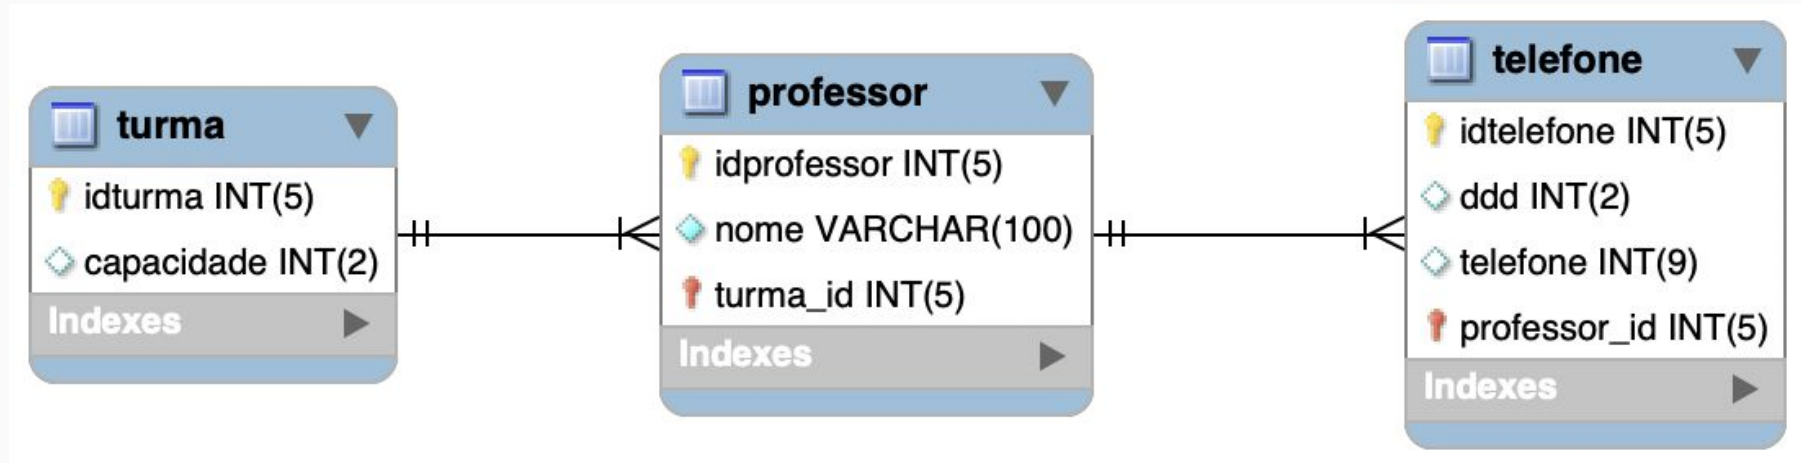 turma
idturma INT(5)
capacidade INT(2)
Indexes
professor
idprofessor INT(5)
nome VARCHAR(100)
turma_id INT(5)
Indexes
telefone
idtelefone INT(5)
ddd INT(2)
telefone INT(9)
professor_id INT(5)
Indexes